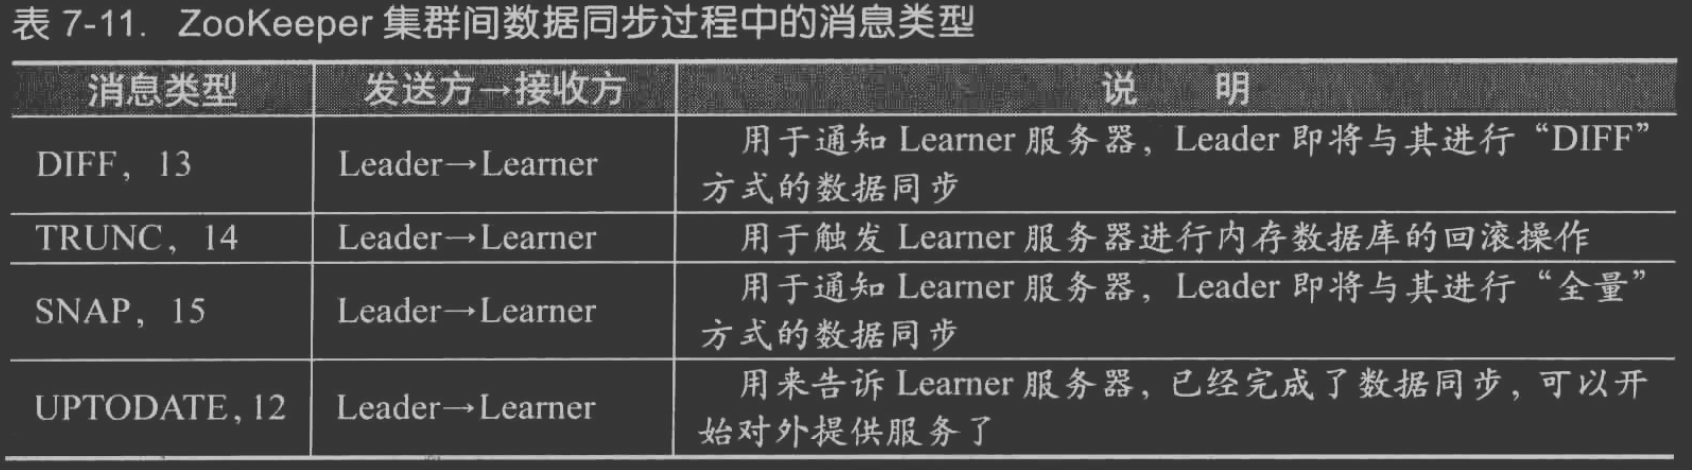 表 7-11. ZooKeeper 集群间数据同步过程中的消息类型
消息类型 发送方→接收方 说 明
DIFF, 13 Leader→Learner 用于通知 Learner 服务器, Leader 即将与其进行“DIFF”
方式的数据同步
TRUNC, 14 Leader→Learner 用于触发 Learner 服务器进行内存数据库的回滚操作
SNAP, 15 Leader→Learner 用于通知 Learner 服务器, Leader 即将与其进行“全量”
方式的数据同步
UPTODATE, 12 Leader→Learner 用来告诉 Learner 服务器, 已经完成了数据同步, 可以开
始对外提供服务了